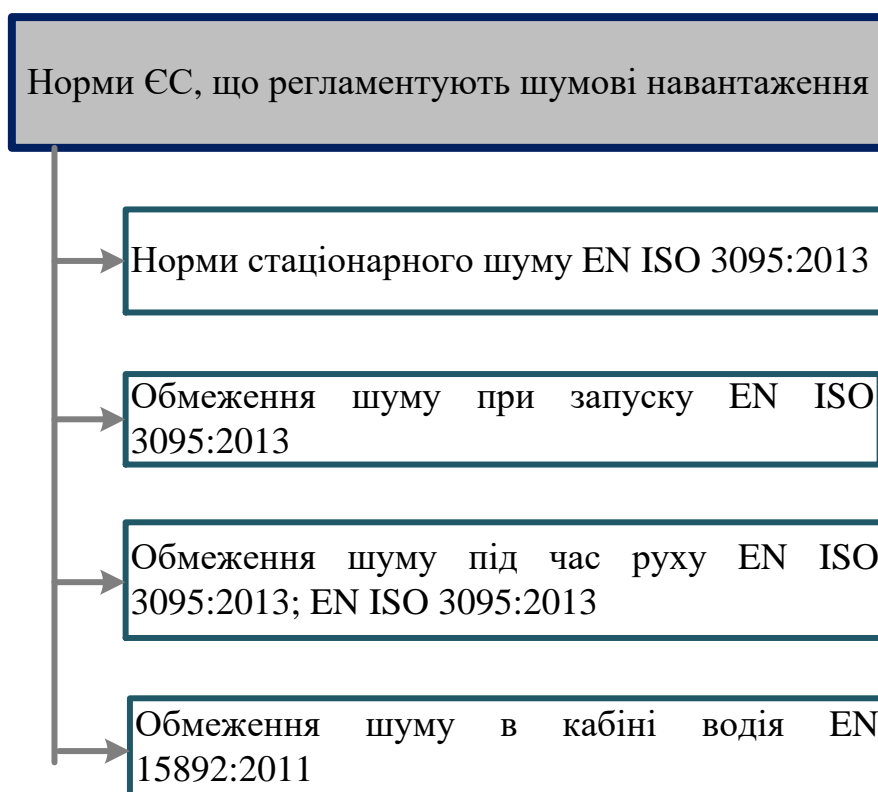 Норми ЄС, що регламентують шумові навантаження
Норми стаціонарного шуму EN ISO 3095:2013
Обмеження шуму при запуску EN ISO
3095:2013
Обмеження шуму під час руху EN ISO
3095:2013; EN ISO 3095:2013
Обмеження шуму в кабіні водія EN
15892:2011